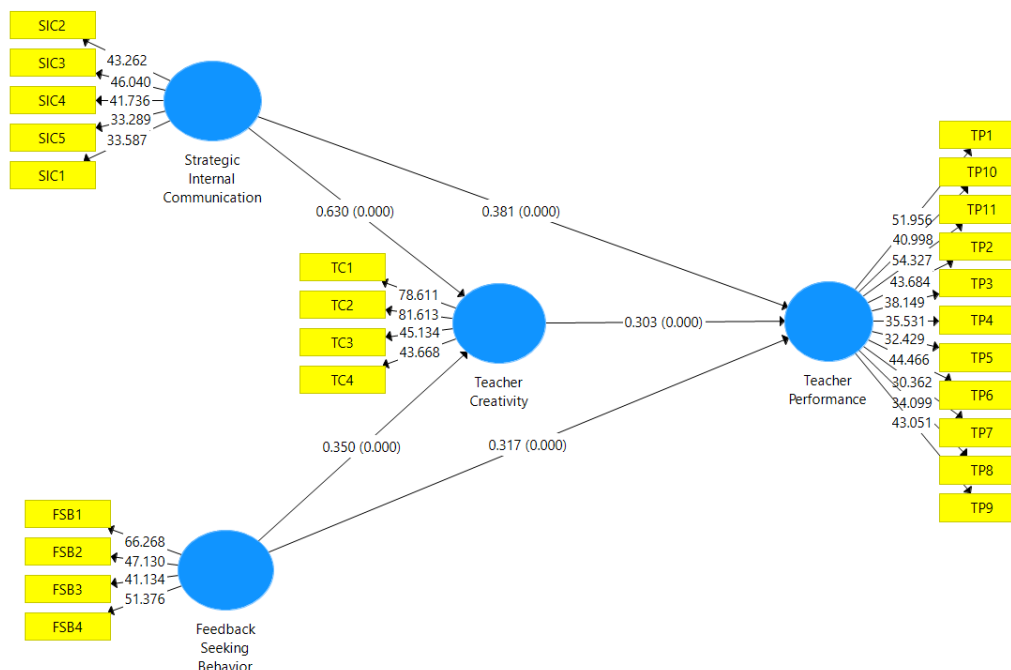 SIC2
SIC3
SIC4
SIC5
SIC1
43.262
46.040
41.736
33.289
33.587
Strategic
Internal
Communication
0.630 (0.000)
0.381 (0.000)
TC1
TC2
TC3
TC4
78.611
81.613
45.134
43.668
Teacher
Creativity
0.303 (0.000)
0.350 (0.000)
0.317 (0.000)
FSB1
FSB2
FSB3
FSB4
66.268
47.130
41.134
51.376
Feedback
Seeking
Behavior
Teacher
Performance
51.956
40.998
54.327
43.684
38.149
35.531
32.429
44.466
30.362
34.099
43.051
TP1
TP10
TP11
TP2
TP3
TP4
TP5
TP6
TP7
TP8
TP9